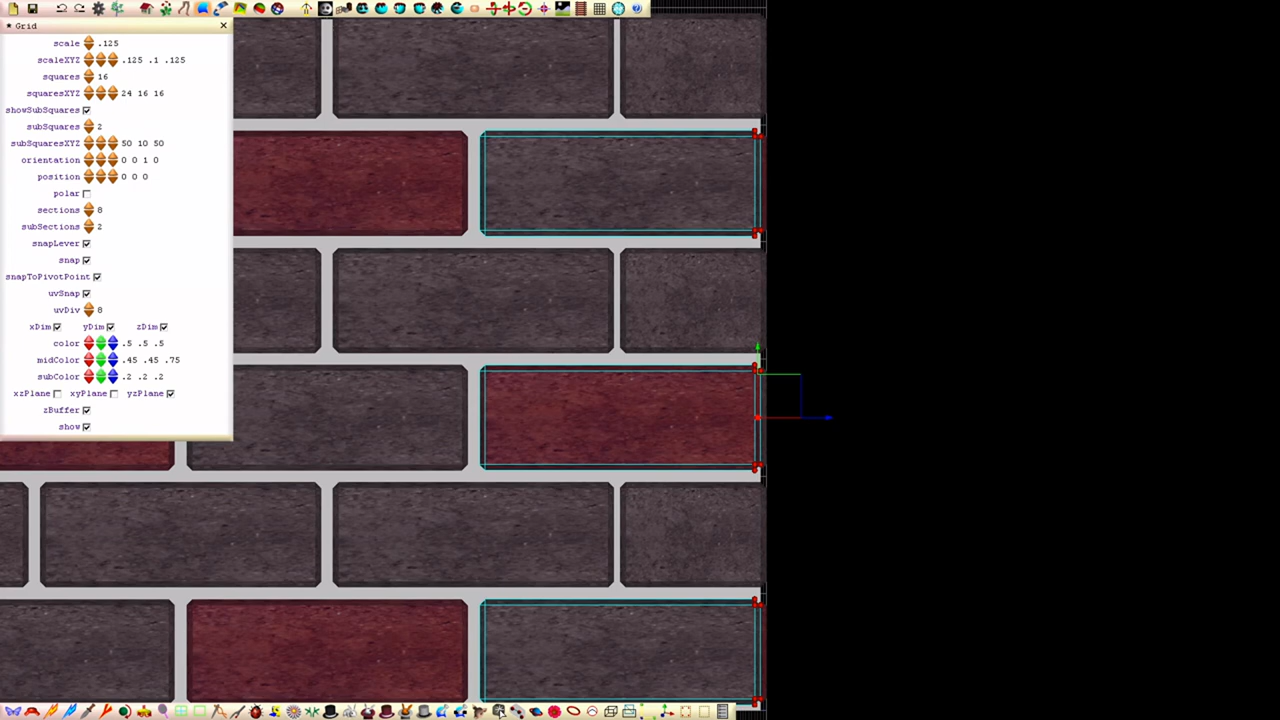 * Grid ×
scale .125
scaleXYZ .125 .1 .125
squares 16
squaresXYZ 24 16 16
showSubSquares
subSquares 2
subSquaresXYZ 50 10 50
orientation 0 0 1 0
position 0 0 0
polar
sections 8
subSections 2
snapLever
snap
snapToPivotPoint
uvSnap
uvDiv 8
xDim yDim zDim
color .5 .5 .5
midColor .45 .45 .75
subColor .2 .2 .2
xzPlane xyPlane yzPlane
zBuffer
show